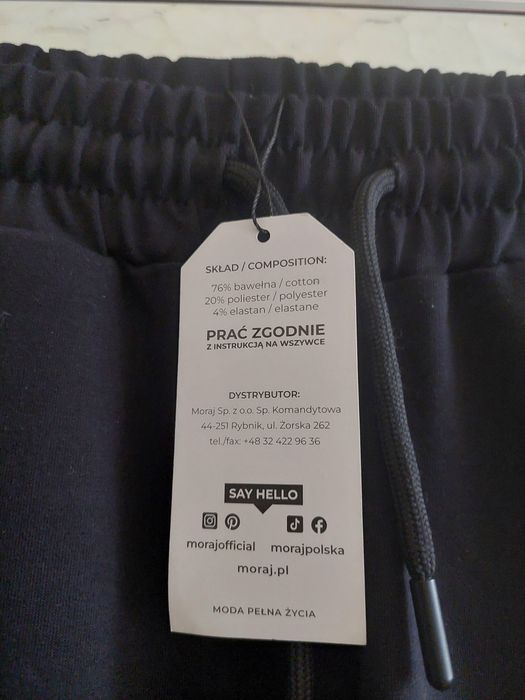 SKŁAD / COMPOSITION:
76% bawełna / cotton
20% poliester / polyester
4% elastan / elastane
PRAĆ ZGODNIE
Z INSTRUKCJĄ NA WSZYWCE
DYSTRYBUTOR:
Moraj Sp. z o.o. Sp. Komandytowa
44-251 Rybnik, ul. Żorska 262
tel./fax: +48 32 422 96 36
SAY HELLO
morajofficial morajpolska
moraj.pl
MODA PEŁNA ŻYCIA